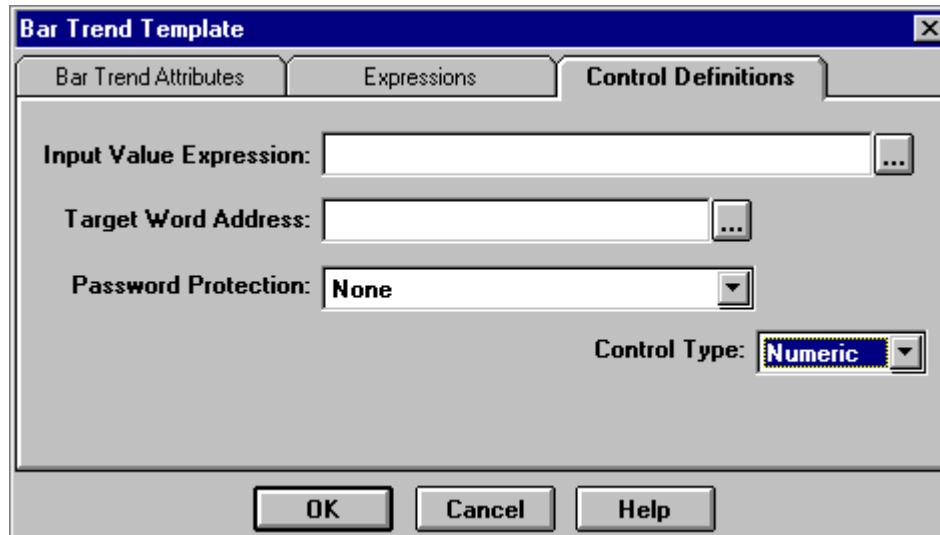 Bar Trend Template
Bar Trend Attributes Expressions Control Definitions
Input Value Expression: ...
Target Word Address: ...
Password Protection: None
Control Type: Numeric
OK Cancel Help